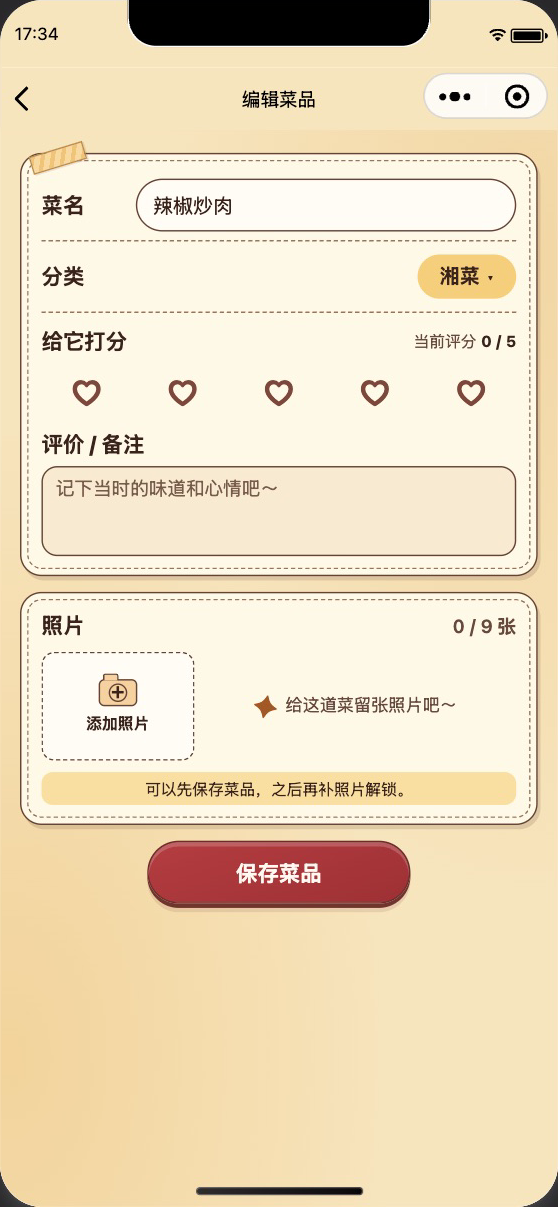 17:34
编辑菜品
菜名 辣椒炒肉
分类 湘菜
给它打分 当前评分 0 / 5
评价 / 备注
记下当时的味道和心情吧～
照片 0 / 9 张
添加照片
给这道菜留张照片吧～
可以先保存菜品，之后再补照片解锁。
保存菜品